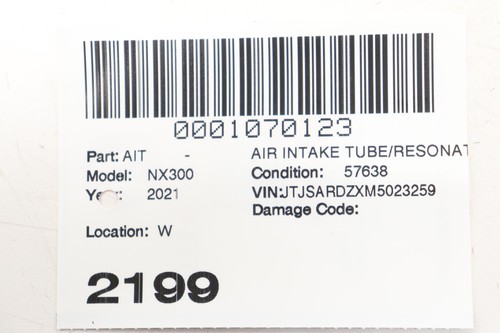 0001070123
Part: AIT - AIR INTAKE TUBE/RESONAT
Model: NX300 Condition: 57638
2021 VIN:JTJSARDZXM5023259
Damage Code:
Location: W
2199